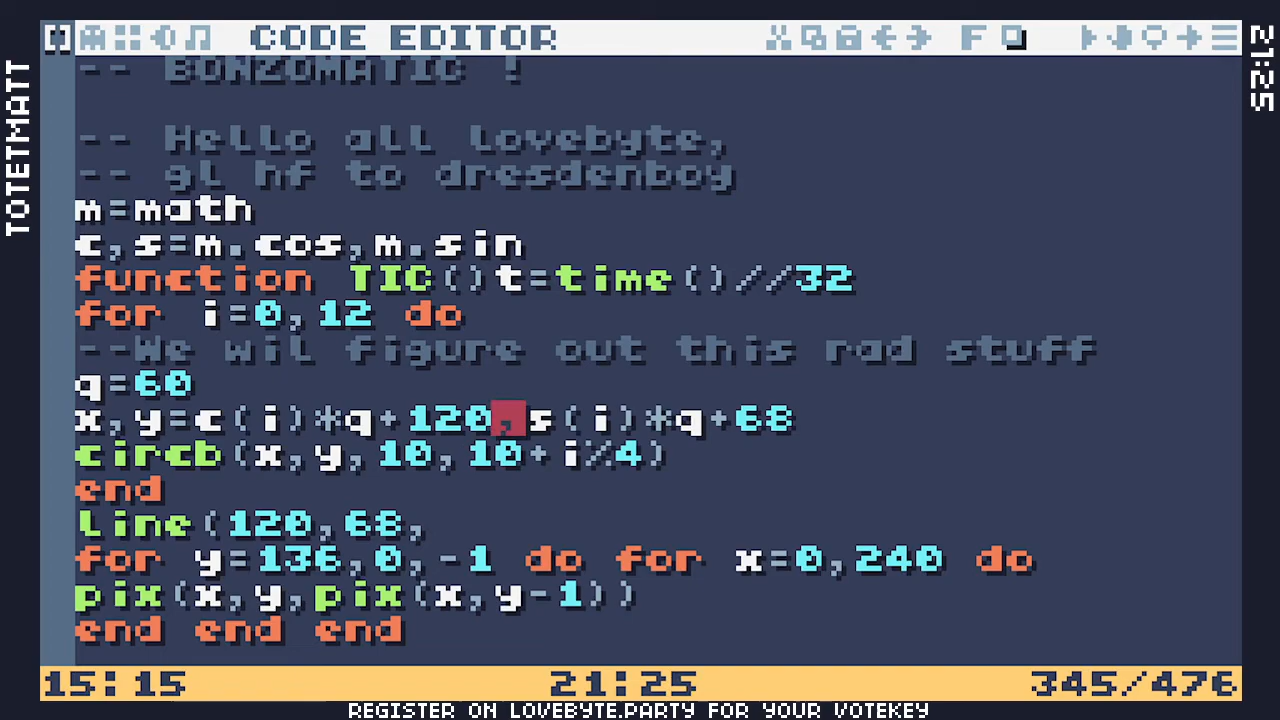 CODE EDITOR
F
-- BONZOMATIC !
-- Hello all lovebyte,
-- gl hf to dresdenboy
m=math
c,s=m.cos,m.sin
function TIC()t=time()//32
for i=0,12 do
--We wil figure out this rad stuff
q=60
x,y=c(i)*q+120,s(i)*q+68
circb(x,y,10,10+i%4)
end
line(120,68,
for y=136,0,-1 do for x=0,240 do
pix(x,y,pix(x,y-1))
end end end
15:15 21:25 345/476
REGISTER ON LOVEBYTE.PARTY FOR YOUR VOTEKEY
TOTETMATT
21:25